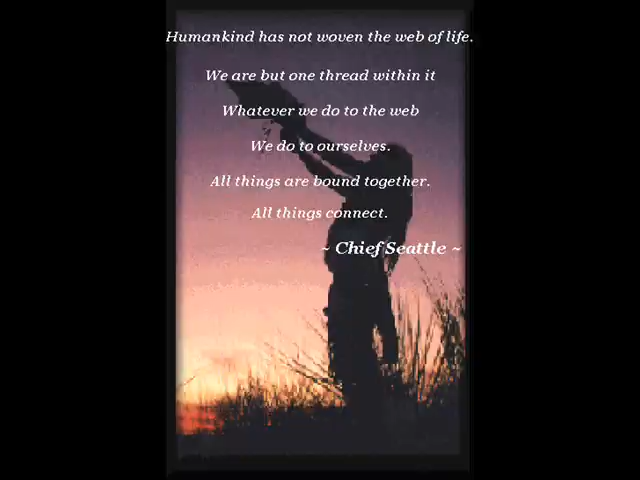 Humankind has not woven the web of life.
We are but one thread within it
Whatever we do to the web
We do to ourselves.
All things are bound together.
All things connect.
~ Chief Seattle ~